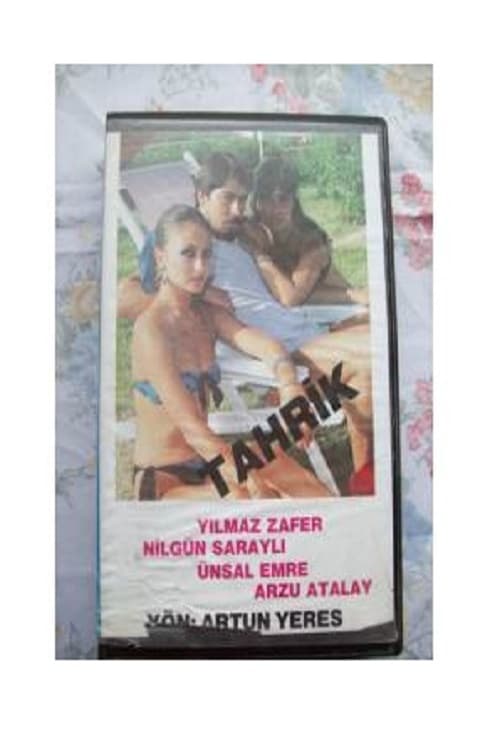 TAHRİK
YILMAZ ZAFER
NİLGÜN SARAYLI
ÜNSAL EMRE
ARZU ATALAY
YÖN: ARTUN YERES